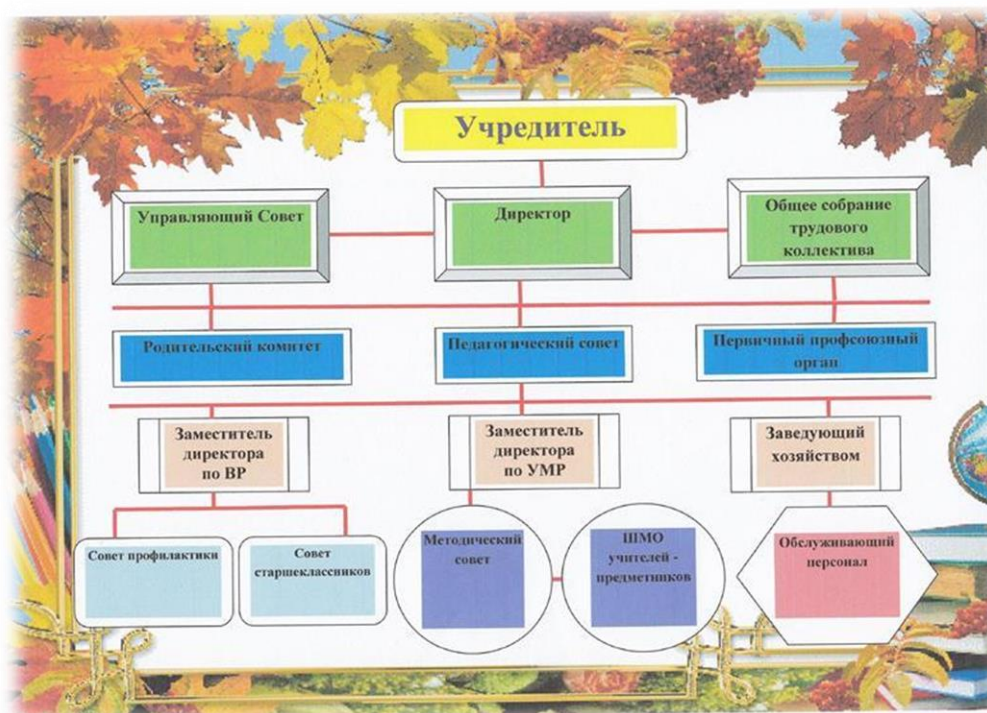 Учредитель
Управляющий Совет
Директор
Общее собрание
трудового
коллектива
Родительский комитет
Педагогический совет
Первичный профсоюзный
орган
Заместитель
директора
по ВР
Заместитель
директора
по УМР
Заведующий
хозяйством
Совет профилактики
Совет
старшеклассников
Методический
совет
ШМО
учителей -
предметников
Обслуживающий
персонал